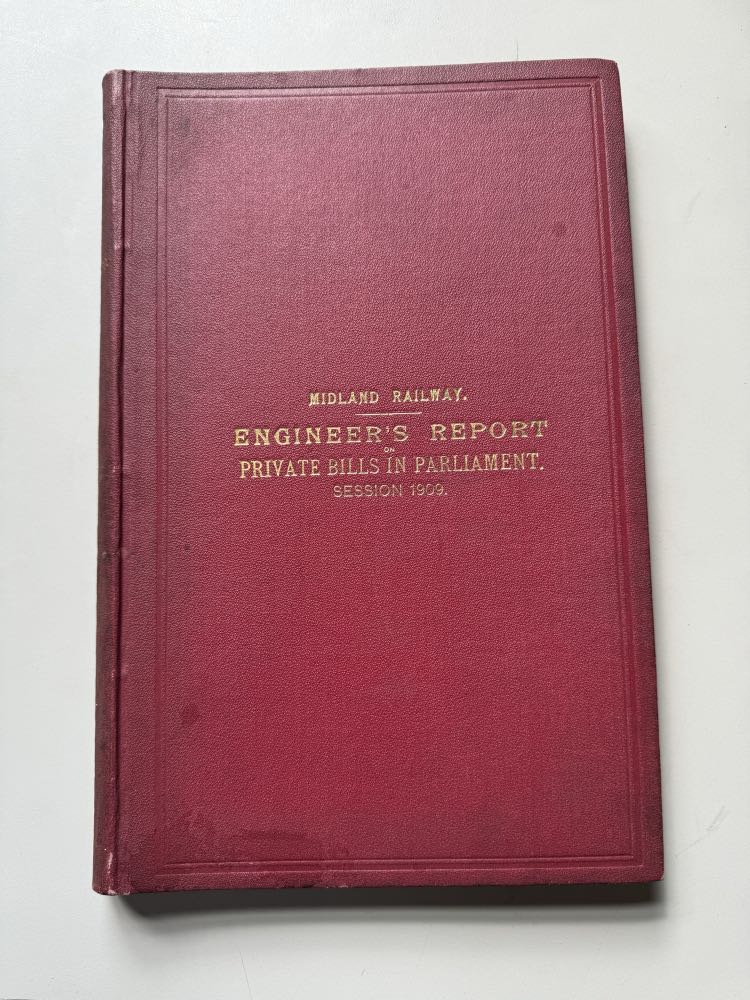 MIDLAND RAILWAY.
ENGINEER'S REPORT
ON
PRIVATE BILLS IN PARLIAMENT.
SESSION 1909.